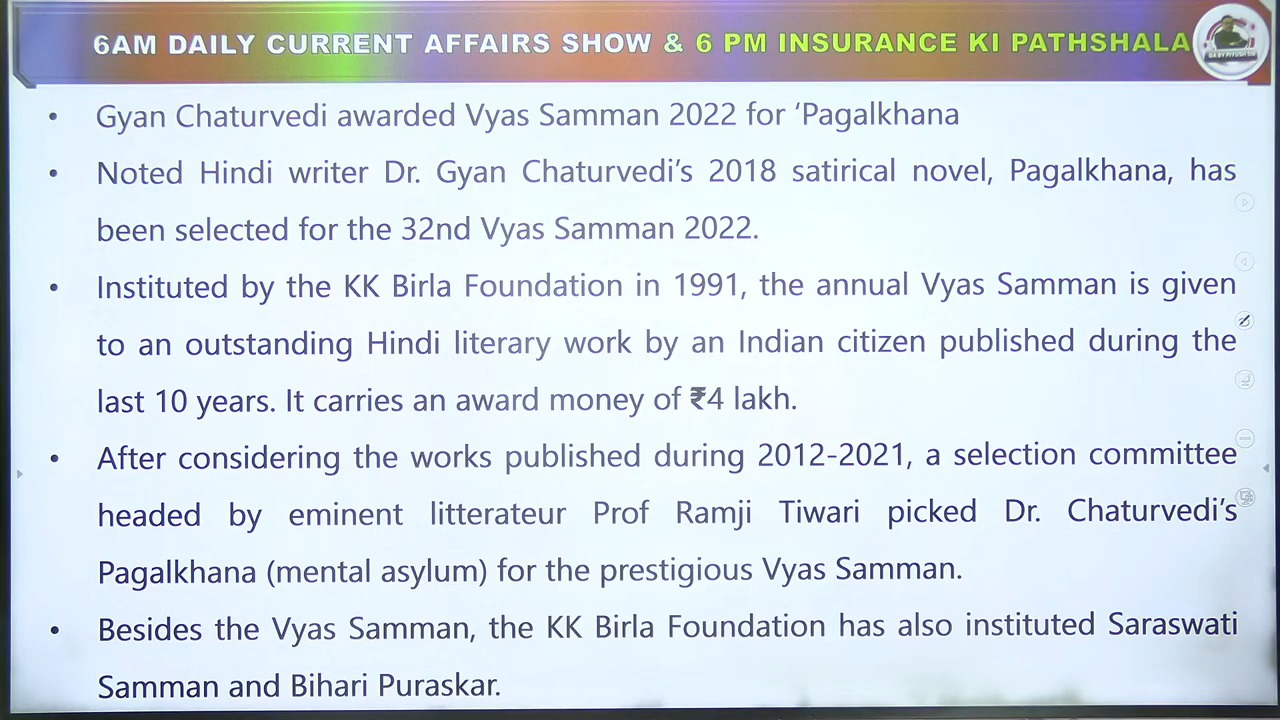 6AM DAILY CURRENT AFFAIRS SHOW & 6 PM INSURANCE KI PATHSHALA
GA BY PIYUSH SIR
• Gyan Chaturvedi awarded Vyas Samman 2022 for ‘Pagalkhana
• Noted Hindi writer Dr. Gyan Chaturvedi’s 2018 satirical novel, Pagalkhana, has
been selected for the 32nd Vyas Samman 2022.
• Instituted by the KK Birla Foundation in 1991, the annual Vyas Samman is given
to an outstanding Hindi literary work by an Indian citizen published during the
last 10 years. It carries an award money of ₹4 lakh.
• After considering the works published during 2012-2021, a selection committee
headed by eminent litterateur Prof Ramji Tiwari picked Dr. Chaturvedi’s
Pagalkhana (mental asylum) for the prestigious Vyas Samman.
• Besides the Vyas Samman, the KK Birla Foundation has also instituted Saraswati
Samman and Bihari Puraskar.